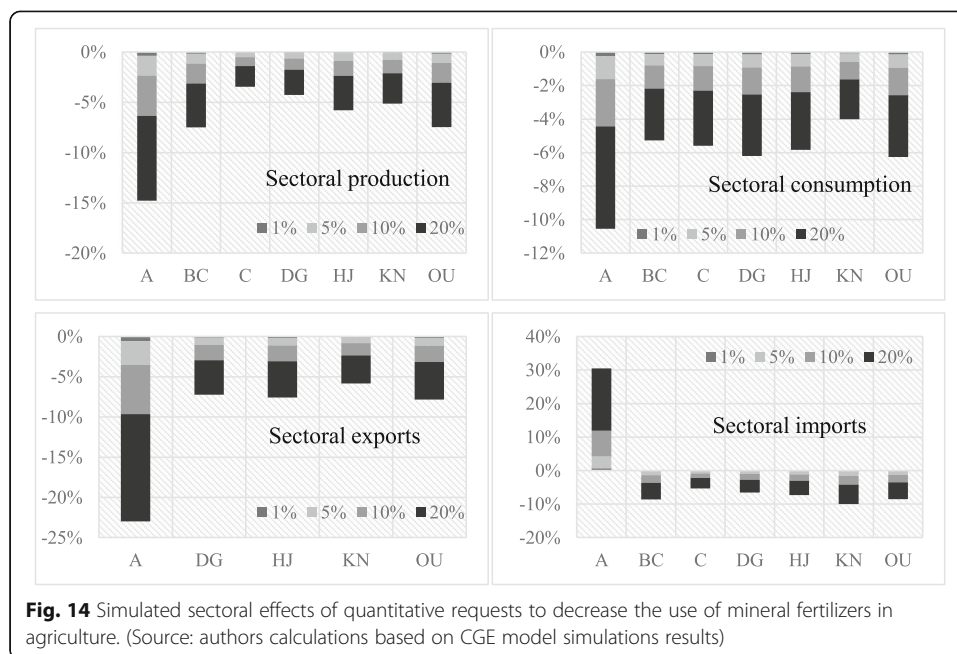 0%
-5%
-10%
-15%
-20%
Sectoral production
■1% ■5% ■10% ■20%
A BC C DG HJ KN OU
0%
-2%
-4%
-6%
-8%
-10%
-12%
Sectoral consumption
■1% ■5% ■10% ■20%
A BC C DG HJ KN OU
0%
-5%
-10%
-15%
-20%
-25%
Sectoral exports
■1% ■5% ■10% ■20%
A DG HJ KN OU
40%
30%
20%
10%
0%
-10%
-20%
■1% ■5% ■10% ■20%
Sectoral imports
A BC C DG HJ KN OU
Fig. 14 Simulated sectoral effects of quantitative requests to decrease the use of mineral fertilizers in
agriculture. (Source: authors calculations based on CGE model simulations results)